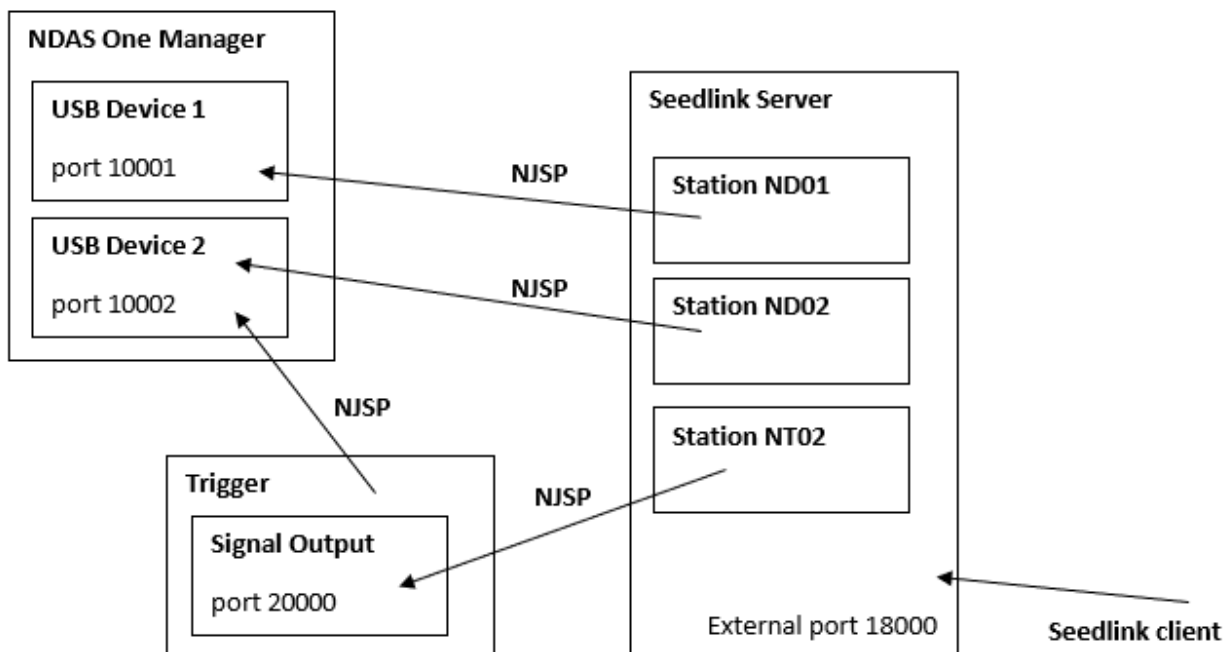 NDAS One Manager
USB Device 1
port 10001
USB Device 2
port 10002
NJSP
NJSP
NJSP
NJSP
Trigger
Signal Output
port 20000
Seedlink Server
Station ND01
Station ND02
Station NT02
External port 18000
Seedlink client